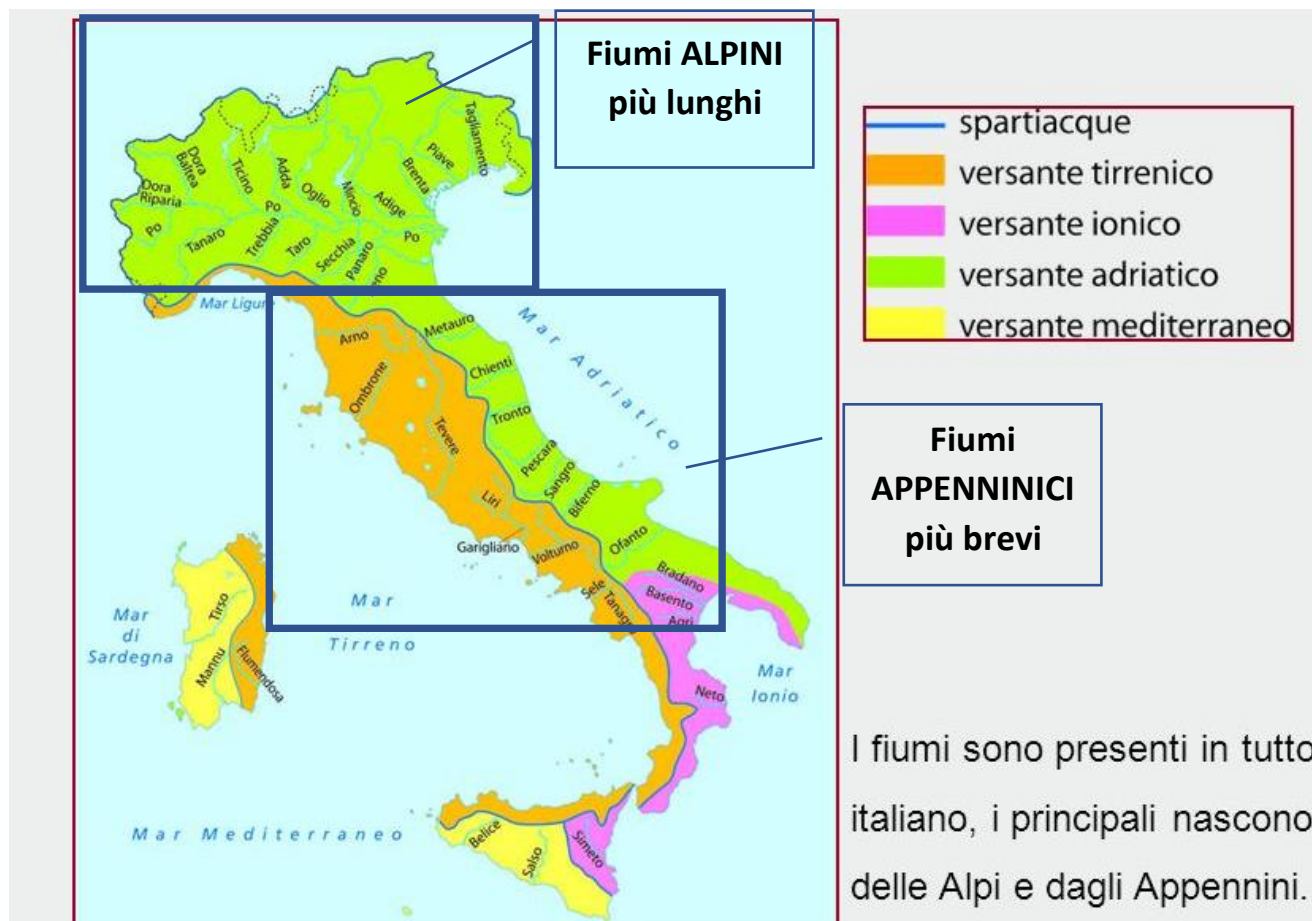 Fiumi ALPINI
più lunghi
spartiacque
versante tirrenico
versante ionico
versante adriatico
versante mediterraneo
Fiumi
APPENNINICI
più brevi
Tagliamento
Piave
Brenta
Dora
Baltea
Ticino
Adda
Oglio
Mincio
Adige
Dora
Riparia
Po
Po
Po
Tanaro
Trebbia
Taro
Secchia
Panaro
Mar Ligure
Metauro
Arno
Chienti
Ombrone
Tronto
Mar Adriatico
Tevere
Pescara
Sangro
Biferno
Liri
Ofanto
Garigliano
Volturno
Bradano
Sele
Tanagro
Basento
Agri
Mar
Tirreno
Tirso
Mar
di
Sardegna
Mannu
Flumendosa
Neto
Mar
Ionio
Mar Mediterraneo
Belice
Salso
Simeto
I fiumi sono presenti in tutto
italiano, i principali nascono
delle Alpi e dagli Appennini.